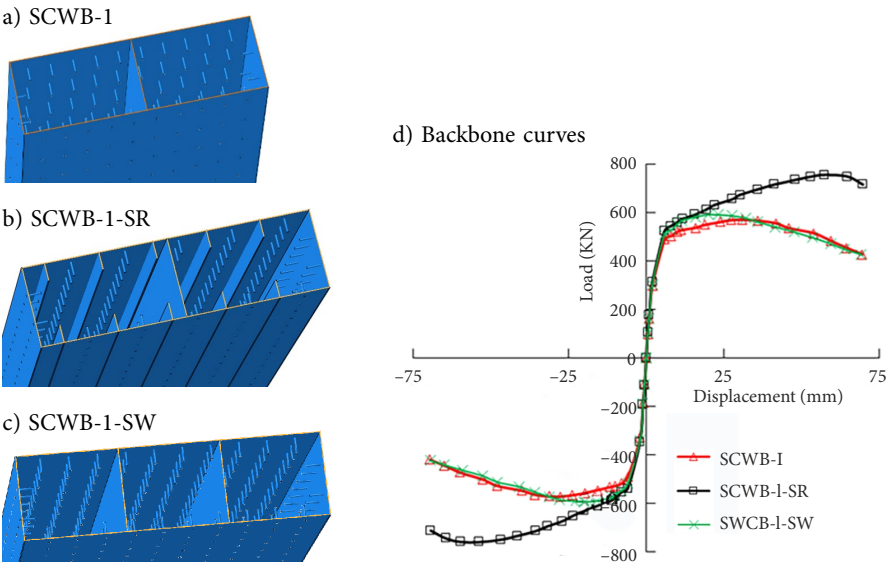 a) SCWB-1
b) SCWB-1-SR
c) SCWB-1-SW
d) Backbone curves
800
600
400
200
0
−200
−400
−600
−800
Load (KN)
−75
−25
25
75
Displacement (mm)
SCWB-I
SCWB-l-SR
SWCB-l-SW